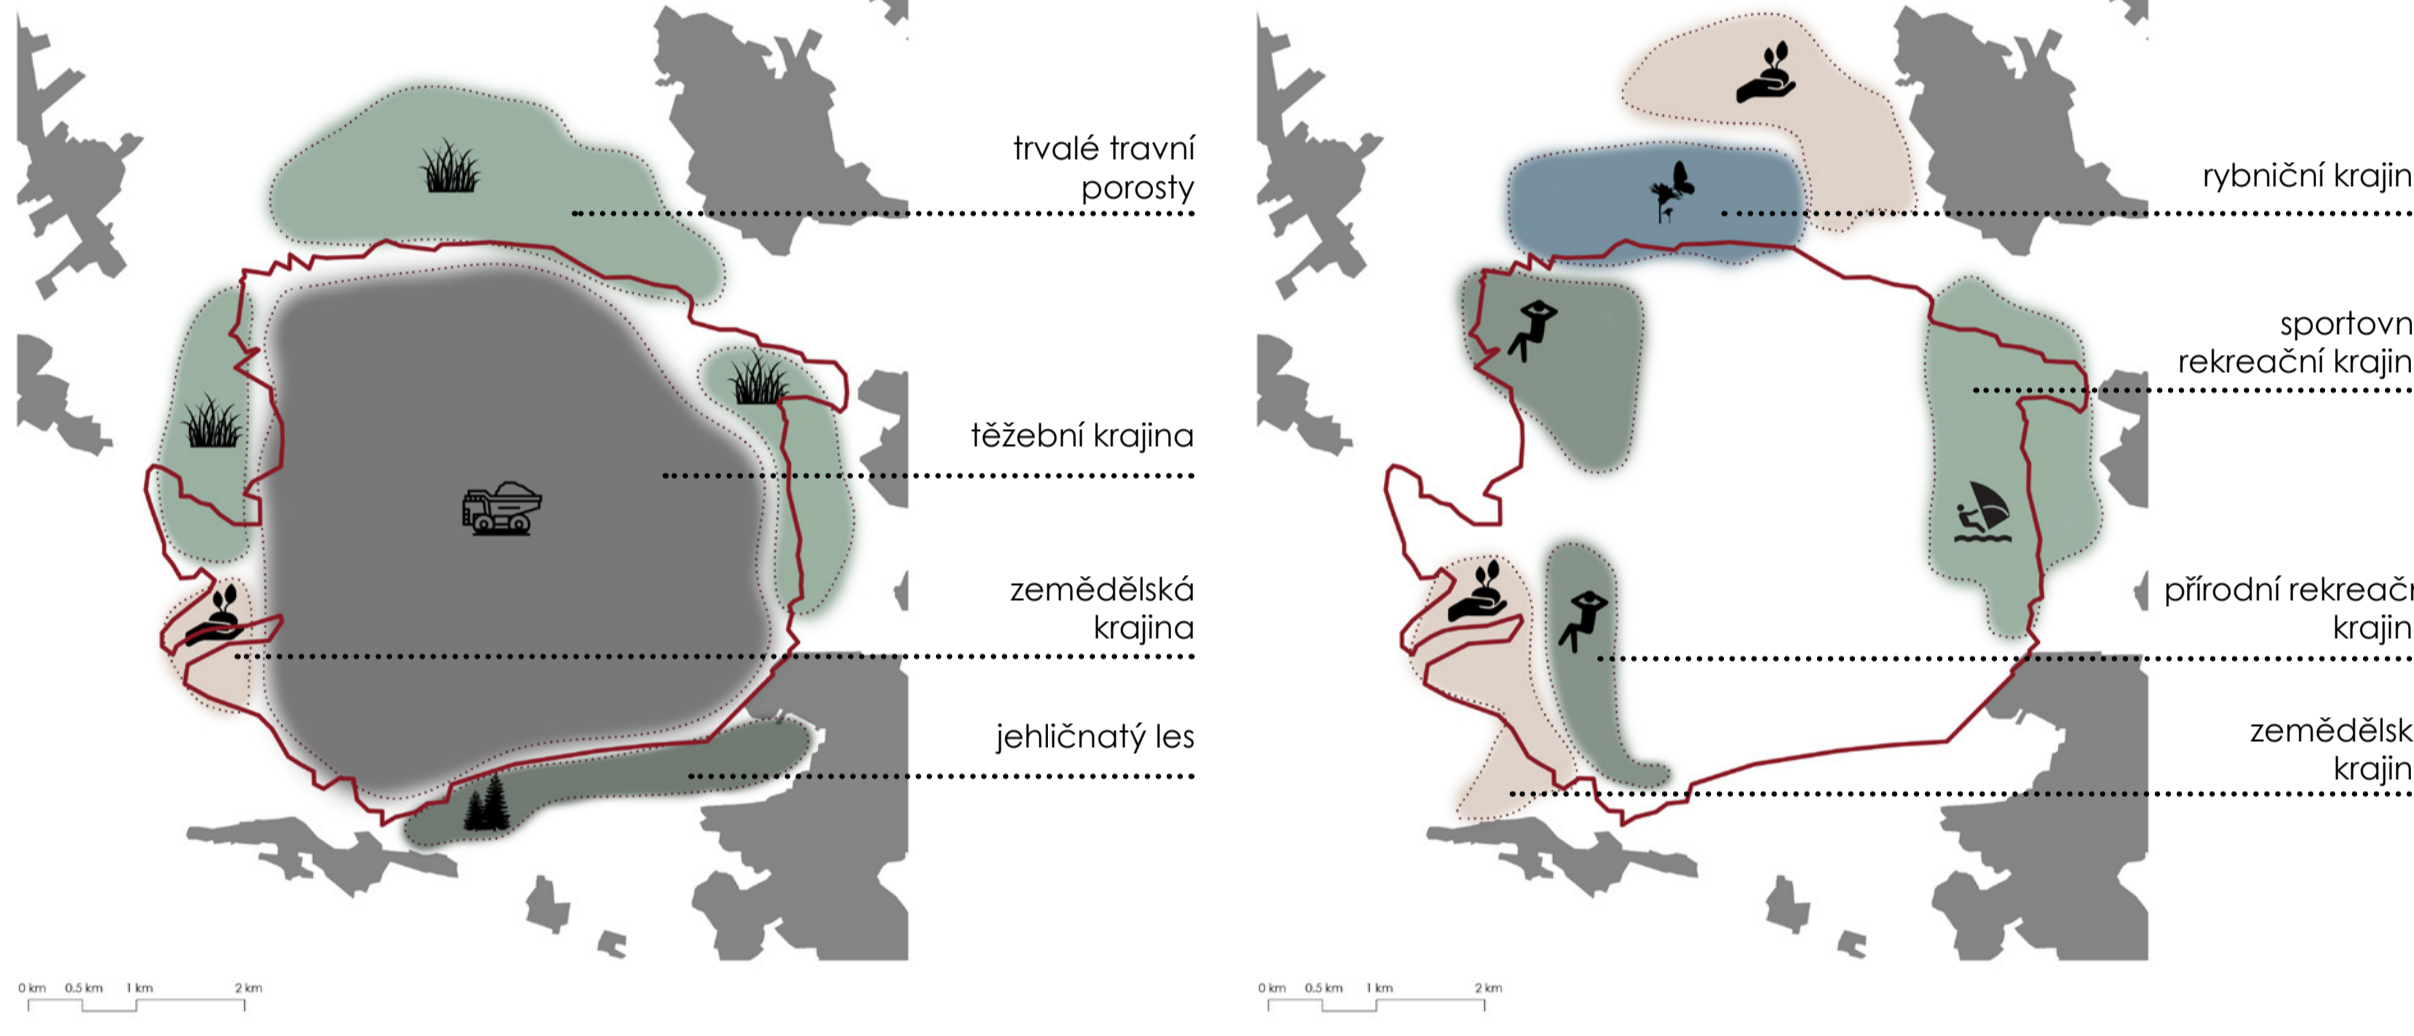 trvalé travní
porosty
těžební krajina
zemědělská
krajina
jehličnatý les
0 km 0.5 km 1 km 2 km
rybniční krajin
sportovn
rekreační krajin
přírodní rekreač
krajin
zemědělsk
krajin
0 km 0.5 km 1 km 2 km